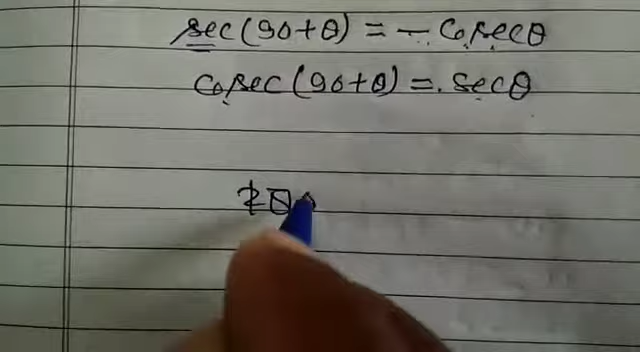 sec(90+θ) = - Cosecθ
Cosec(90+θ) = secθ